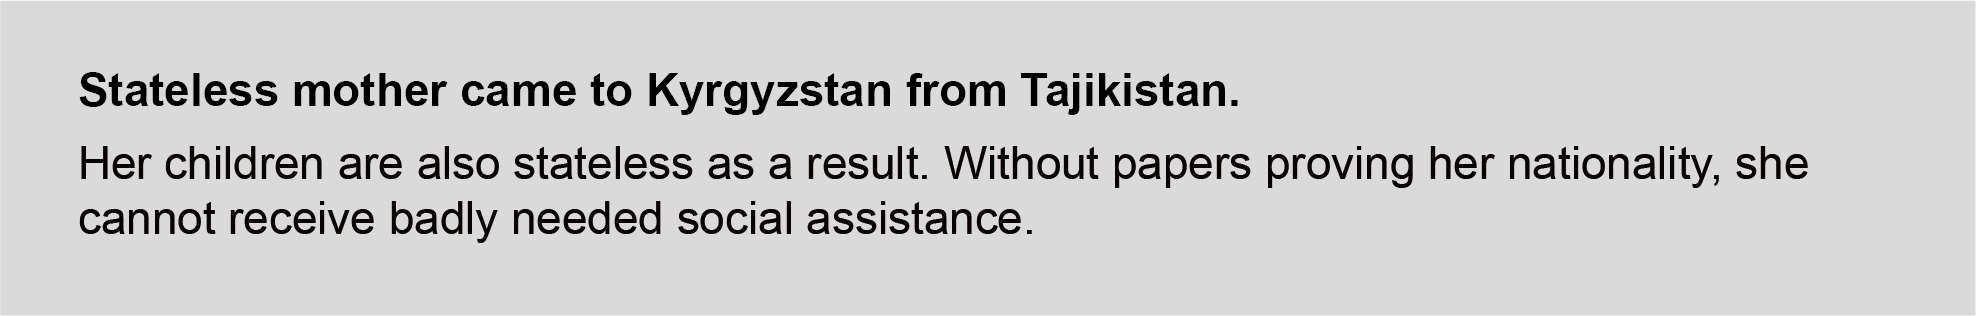 Stateless mother came to Kyrgyzstan from Tajikistan.
Her children are also stateless as a result. Without papers proving her nationality, she
cannot receive badly needed social assistance.